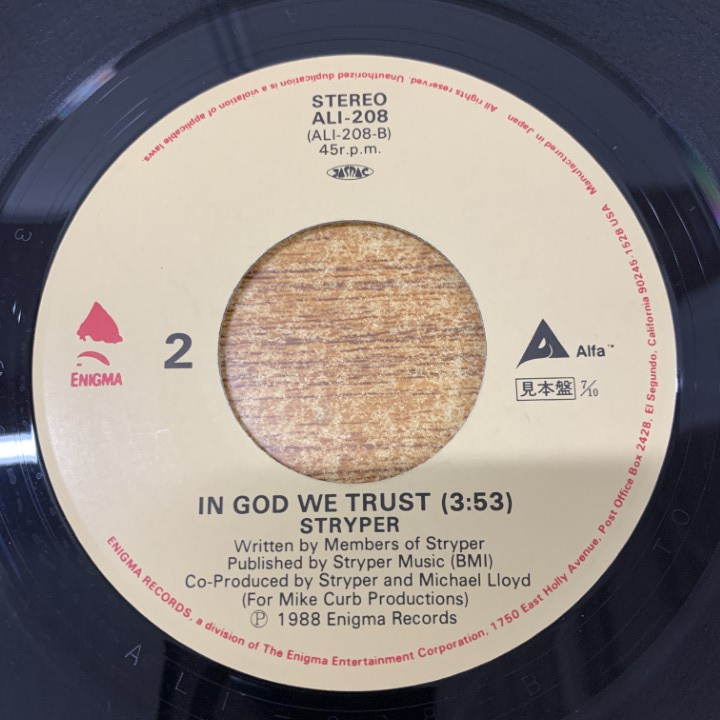 STEREO
ALI-208
(ALI-208-B)
45r.p.m.
JASRAC
2
ENIGMA
Alfa™
見本盤 7/10
IN GOD WE TRUST (3:53)
STRYPER
Written by Members of Stryper
Published by Stryper Music (BMI)
Co-Produced by Stryper and Michael Lloyd
(For Mike Curb Productions)
Ⓟ 1988 Enigma Records
ENIGMA RECORDS, a division of The Enigma Entertainment Corporation, 1750 East Holly Avenue, Post Office Box 2428, El Segundo, California 90245-1528 USA
Manufactured in Japan All rights reserved. Unauthorized duplication is a violation of applicable laws.